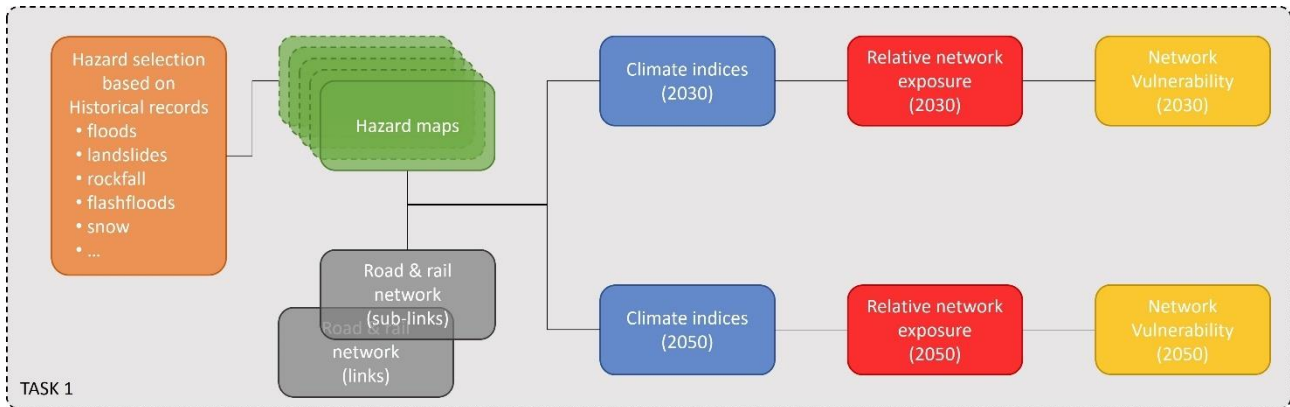 Hazard selection
based on
Historical records
• floods
• landslides
• rockfall
• flashfloods
• snow
• ...
Hazard maps
Road & rail
network
(sub-links)
Road & rail
network
(links)
Climate indices
(2030)
Relative network
exposure
(2030)
Network
Vulnerability
(2030)
Climate indices
(2050)
Relative network
exposure
(2050)
Network
Vulnerability
(2050)
TASK 1